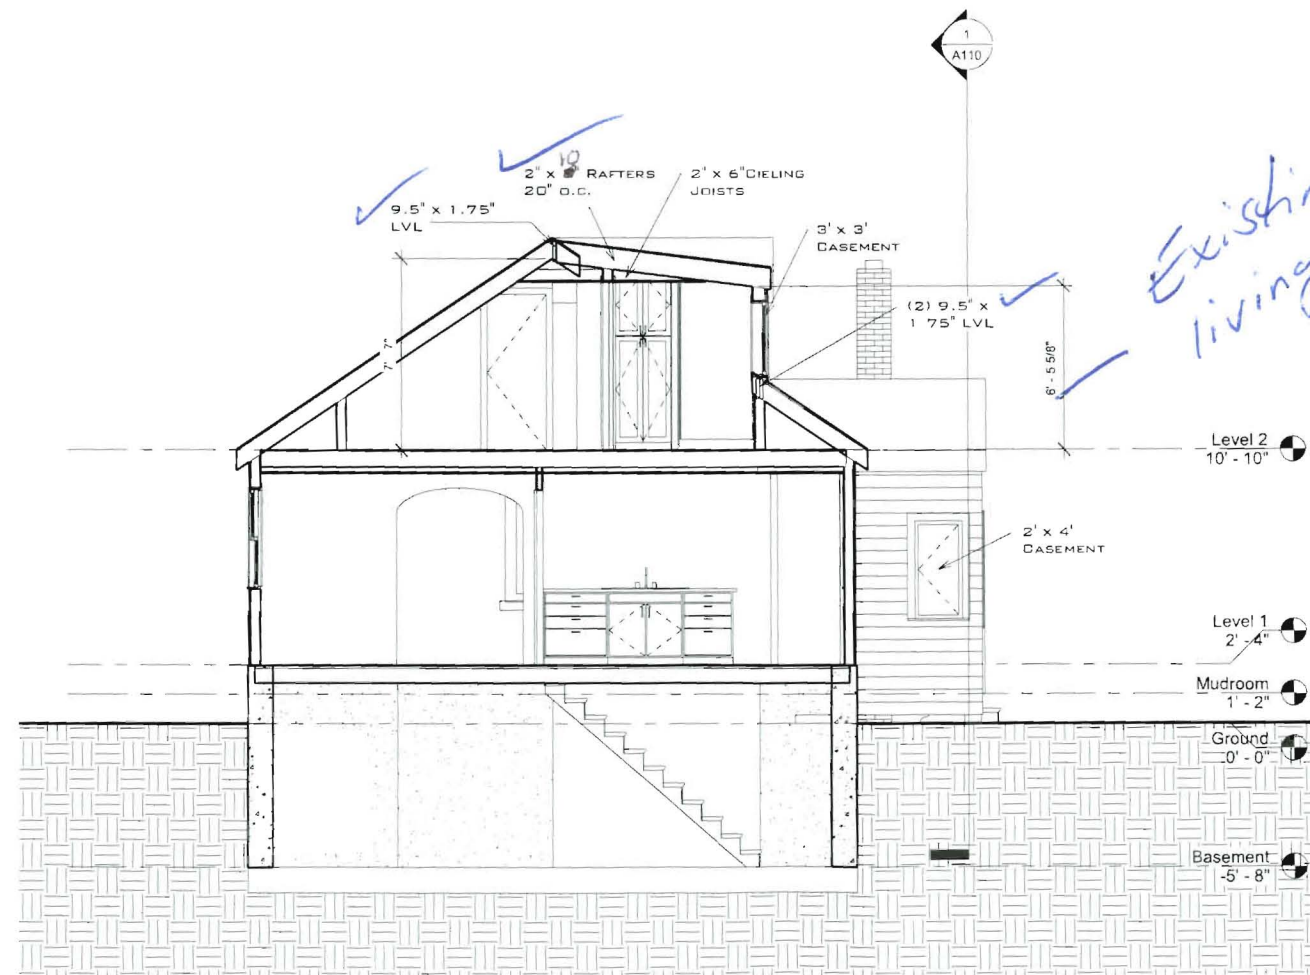 1
A110
2" x 10 RAFTERS
20" O.C.
2" x 6"CIELING
JOISTS
9.5" x 1.75"
LVL
3' x 3'
CASEMENT
(2) 9.5" x
1 75" LVL
7' 7"
6' - 5 5/8"
Level 2
10' - 10"
2' x 4'
CASEMENT
Level 1
2' - 4"
Mudroom
1' - 2"
Ground
0' - 0"
Basement
-5' - 8"